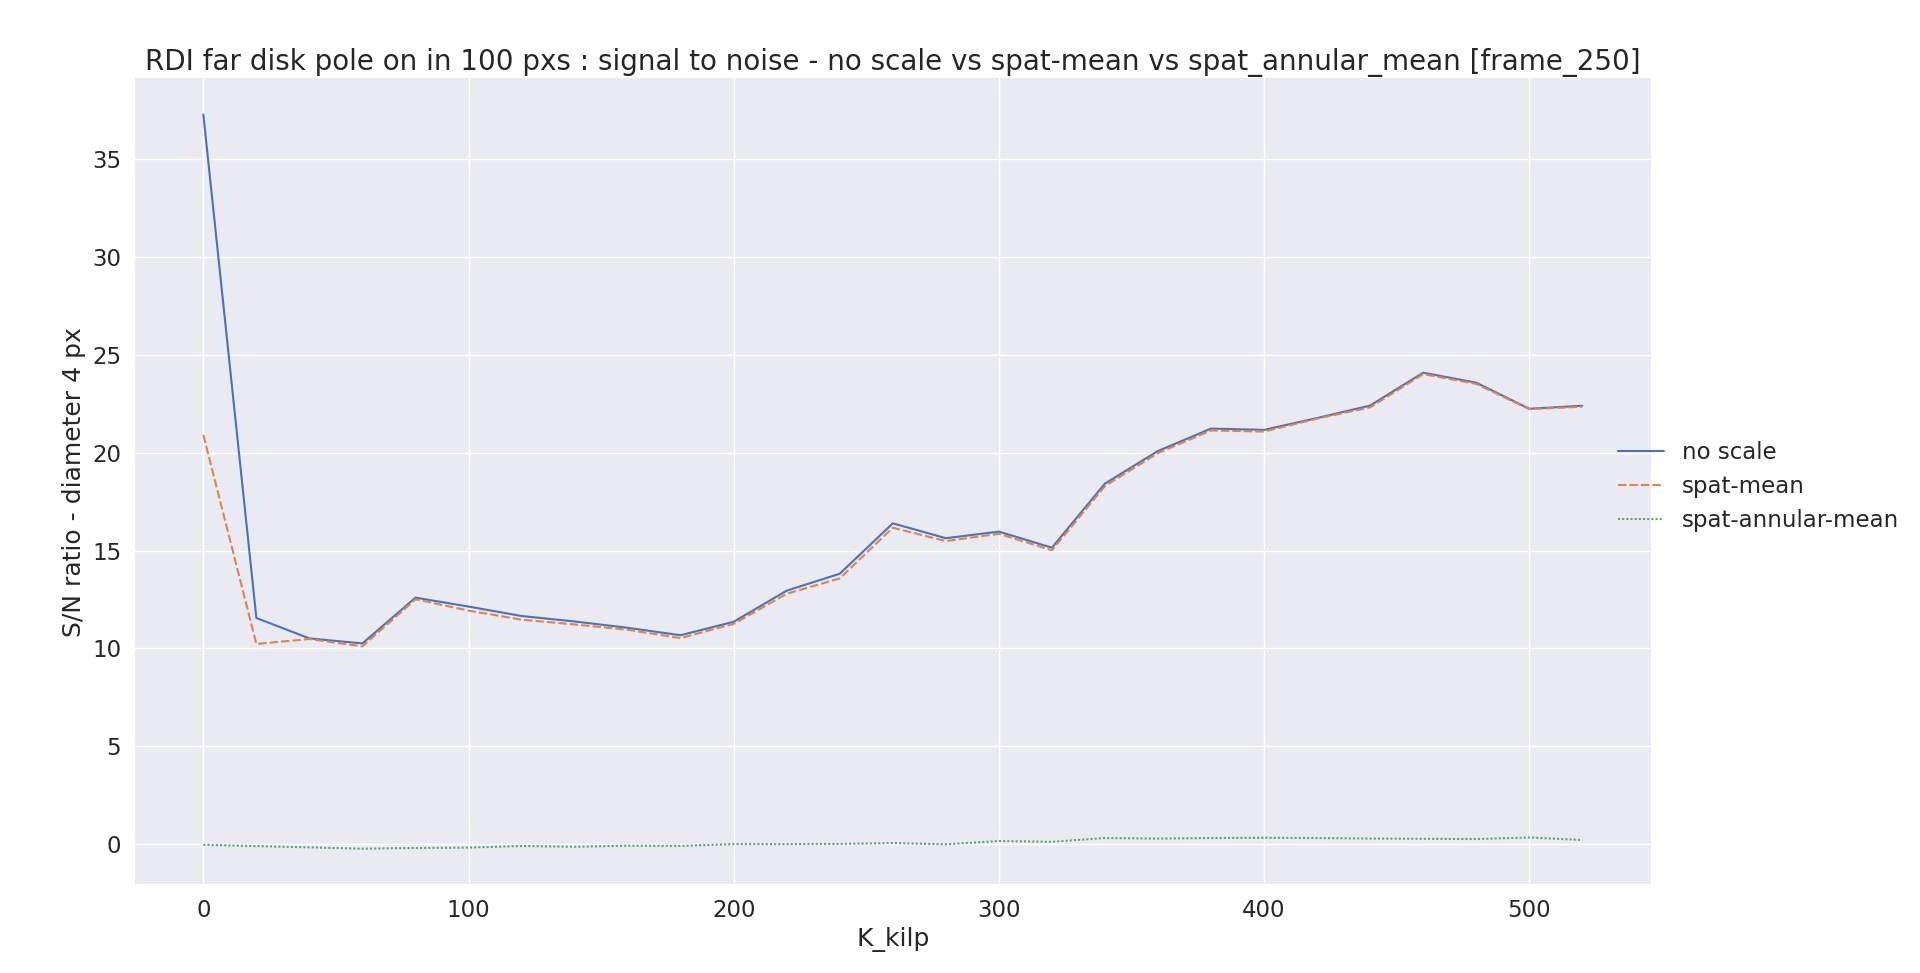 RDI far disk pole on in 100 pxs : signal to noise - no scale vs spat-mean vs spat_annular_mean [frame_250]
S/N ratio - diameter 4 px
35
30
25
20
15
10
5
0
0 100 200 300 400 500
K_kilp
no scale
spat-mean
spat-annular-mean